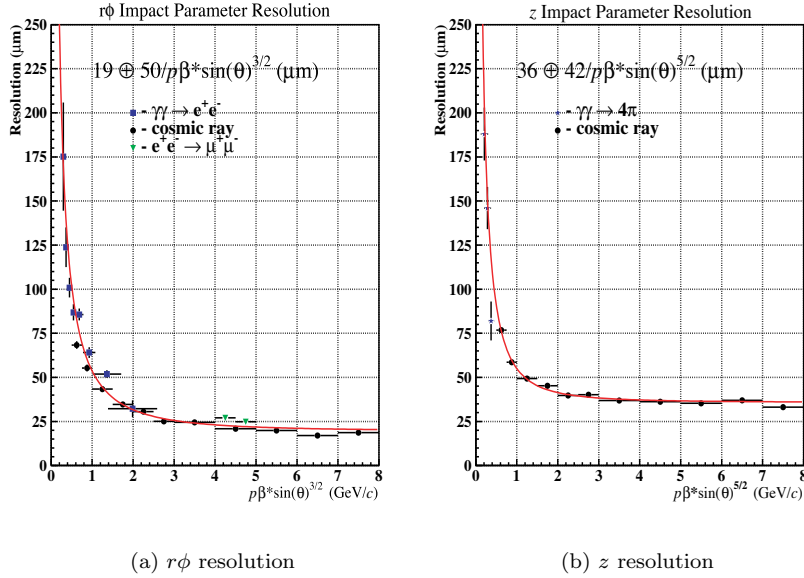 rφ Impact Parameter Resolution
Resolution (μm)
19 ⊕ 50/pβ*sin(θ)^3/2 (μm)
- γγ → e⁺e⁻
- cosmic ray
- e⁺e⁻ → μ⁺μ⁻
250
225
200
175
150
125
100
75
50
25
0
0 1 2 3 4 5 6 7 8
pβ*sin(θ)^3/2 (GeV/c)
(a) rφ resolution
z Impact Parameter Resolution
Resolution (μm)
36 ⊕ 42/pβ*sin(θ)^5/2 (μm)
- γγ → 4π
- cosmic ray
250
225
200
175
150
125
100
75
50
25
0
0 1 2 3 4 5 6 7 8
pβ*sin(θ)^5/2 (GeV/c)
(b) z resolution